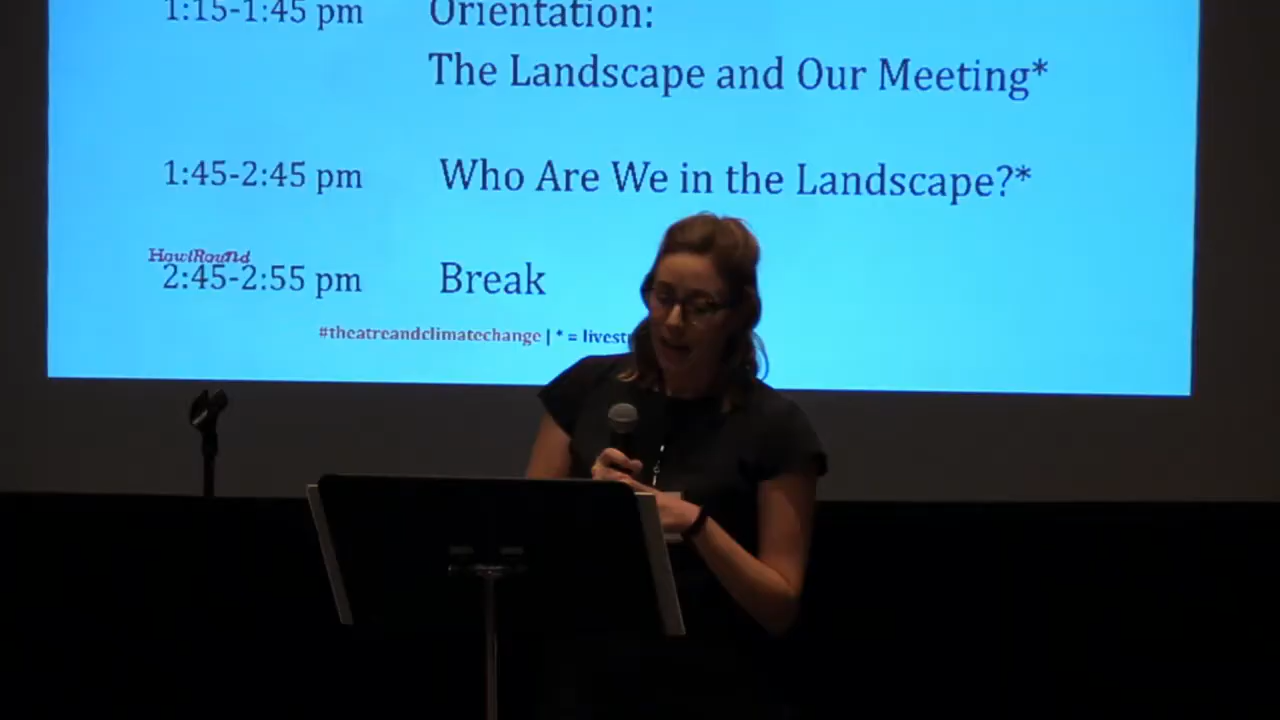 1:15-1:45 pm Orientation:
The Landscape and Our Meeting*
1:45-2:45 pm Who Are We in the Landscape?*
HowlRound
2:45-2:55 pm Break
#theatreandclimatechange | * = livest